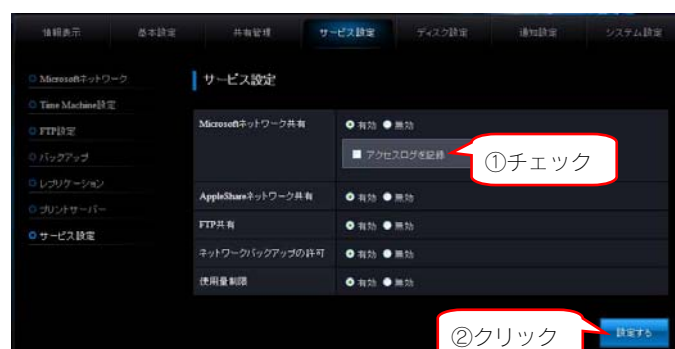 情報表示 基本設定 共有管理 サービス設定 ディスク設定 通知設定 システム設定
Microsoftネットワーク
Time Machine設定
FTP設定
バックアップ
レプリケーション
プリントサーバー
サービス設定
サービス設定
Microsoftネットワーク共有 有効 無効
アクセスログを記録
①チェック
AppleShareネットワーク共有 有効 無効
FTP共有 有効 無効
ネットワークバックアップの許可 有効 無効
使用量制限 有効 無効
②クリック
設定する